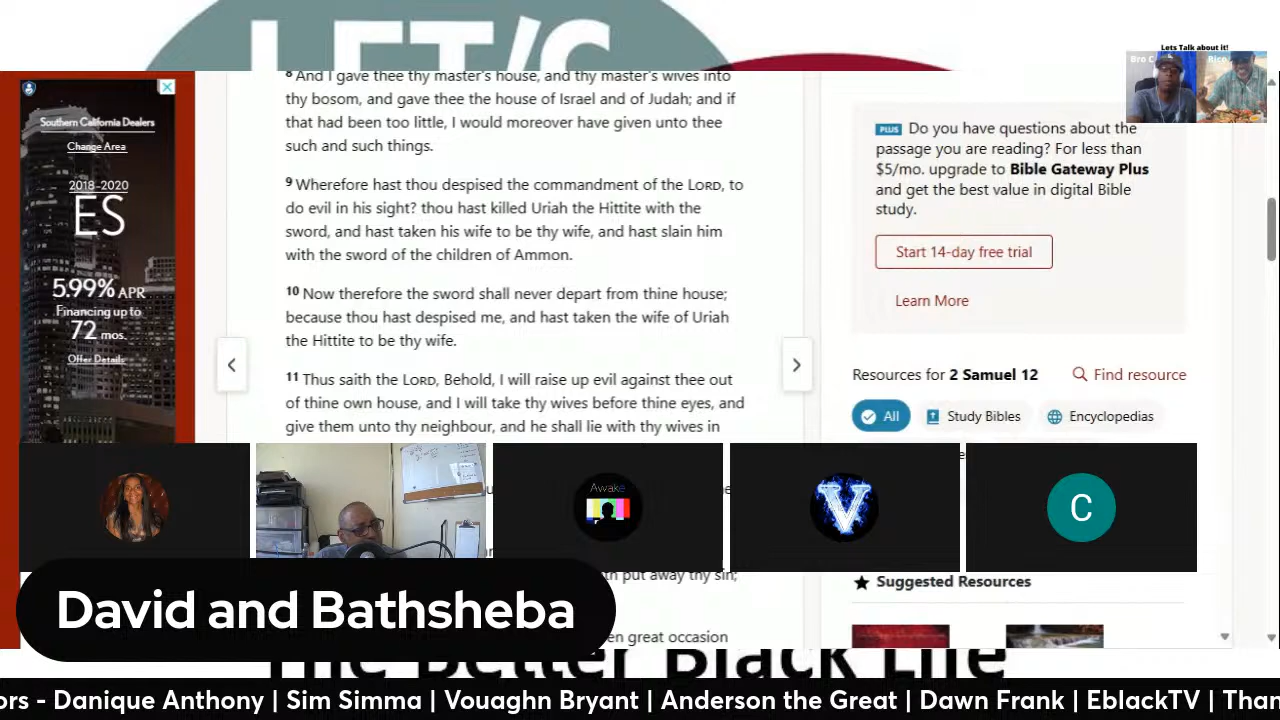 LET'S
Lets Talk about it!
Bro C
Rico
Southern California Dealers
Change Area
2018-2020
ES
5.99% APR
Financing up to
72 mos.
Offer Details
8 And I gave thee thy master's house, and thy master's wives into
thy bosom, and gave thee the house of Israel and of Judah; and if
that had been too little, I would moreover have given unto thee
such and such things.
9 Wherefore hast thou despised the commandment of the LORD, to
do evil in his sight? thou hast killed Uriah the Hittite with the
sword, and hast taken his wife to be thy wife, and hast slain him
with the sword of the children of Ammon.
10 Now therefore the sword shall never depart from thine house;
because thou hast despised me, and hast taken the wife of Uriah
the Hittite to be thy wife.
11 Thus saith the LORD, Behold, I will raise up evil against thee out
of thine own house, and I will take thy wives before thine eyes, and
give them unto thy neighbour, and he shall lie with thy wives in
put away thy sin;
great occasion
PLUS Do you have questions about the
passage you are reading? For less than
$5/mo. upgrade to Bible Gateway Plus
and get the best value in digital Bible
study.
Start 14-day free trial
Learn More
Resources for 2 Samuel 12
Find resource
All
Study Bibles
Encyclopedias
Awake
V
C
Suggested Resources
David and Bathsheba
The Better Black Life
ors - Danique Anthony | Sim Simma | Vouaghn Bryant | Anderson the Great | Dawn Frank | EblackTV | Than